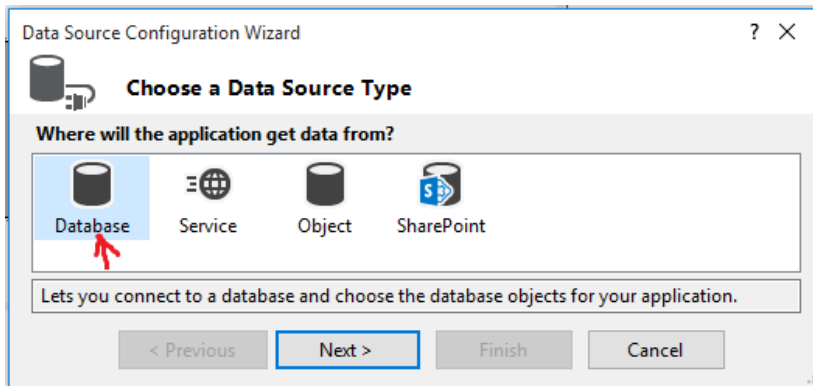 Data Source Configuration Wizard ?
Choose a Data Source Type
Where will the application get data from?
Database Service Object SharePoint
Lets you connect to a database and choose the database objects for your application.
< Previous Next > Finish Cancel